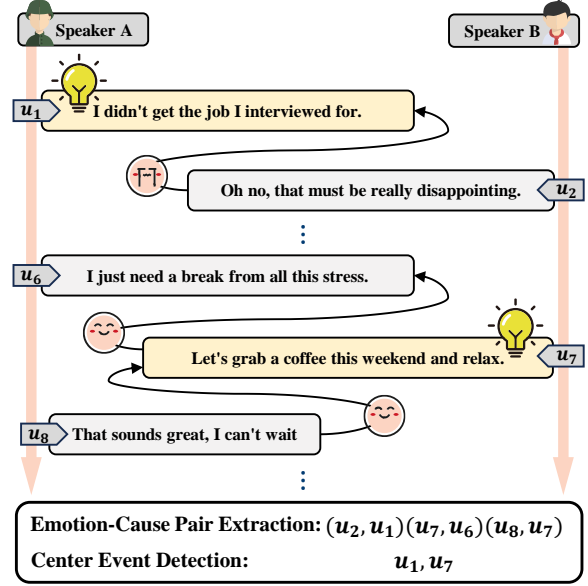 Speaker A
Speaker B
u₁ I didn't get the job I interviewed for.
Oh no, that must be really disappointing. u₂
u₆ I just need a break from all this stress.
Let's grab a coffee this weekend and relax. u₇
u₈ That sounds great, I can't wait
Emotion-Cause Pair Extraction: (u₂, u₁)(u₇, u₆)(u₈, u₇)
Center Event Detection: u₁, u₇